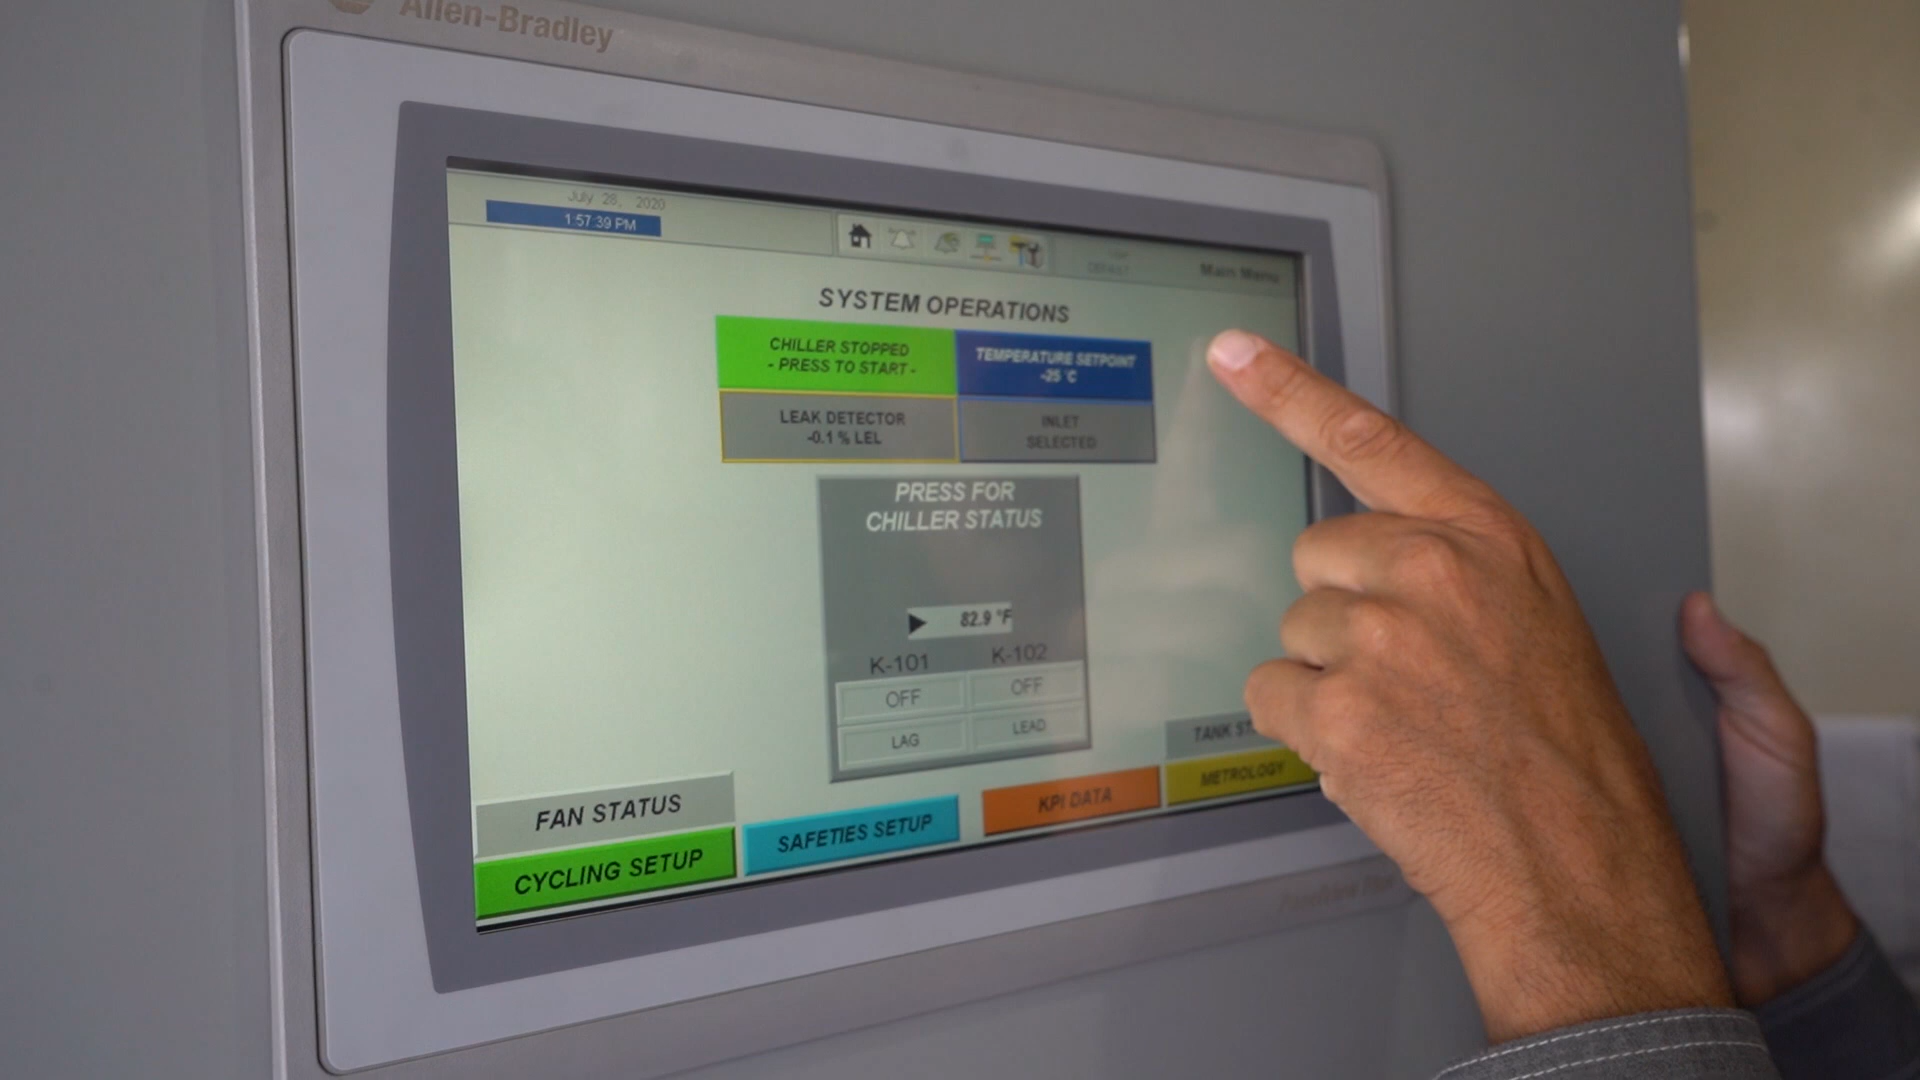 Allen-Bradley
July 28, 2020
1:57:39 PM
Main Menu
SYSTEM OPERATIONS
CHILLER STOPPED
- PRESS TO START -
TEMPERATURE SETPOINT
-25 °C
LEAK DETECTOR
-0.1 % LEL
INLET
SELECTED
PRESS FOR
CHILLER STATUS
82.9 °F
K-101
K-102
OFF
OFF
LAG
LEAD
TANK ST
FAN STATUS
METROLOGY
KPI DATA
SAFETIES SETUP
CYCLING SETUP
PanelView Plus